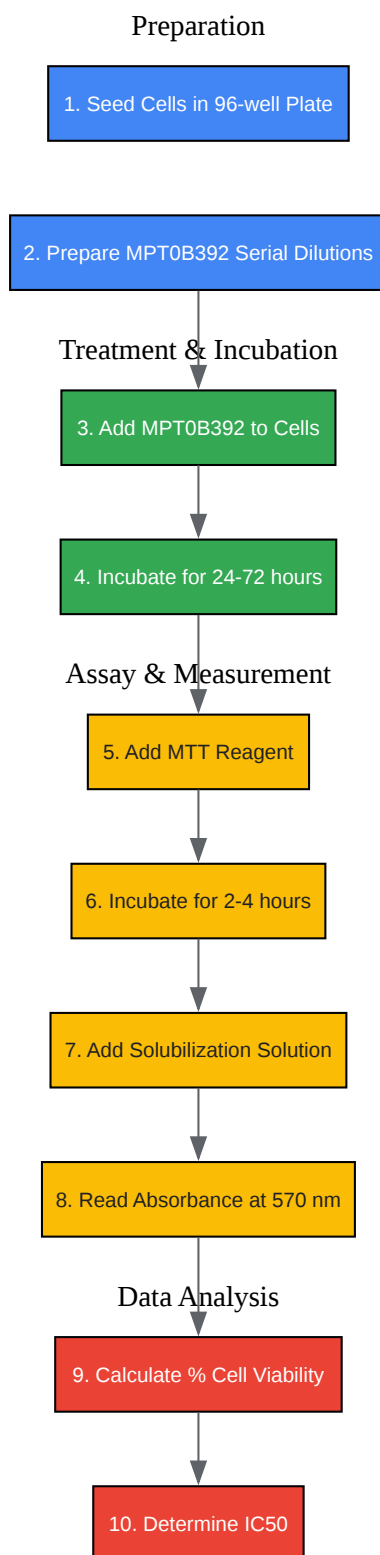 Preparation
1. Seed Cells in 96-well Plate
2. Prepare MPT0B392 Serial Dilutions
Treatment & Incubation
3. Add MPT0B392 to Cells
4. Incubate for 24-72 hours
Assay & Measurement
5. Add MTT Reagent
6. Incubate for 2-4 hours
7. Add Solubilization Solution
8. Read Absorbance at 570 nm
Data Analysis
9. Calculate % Cell Viability
10. Determine IC50